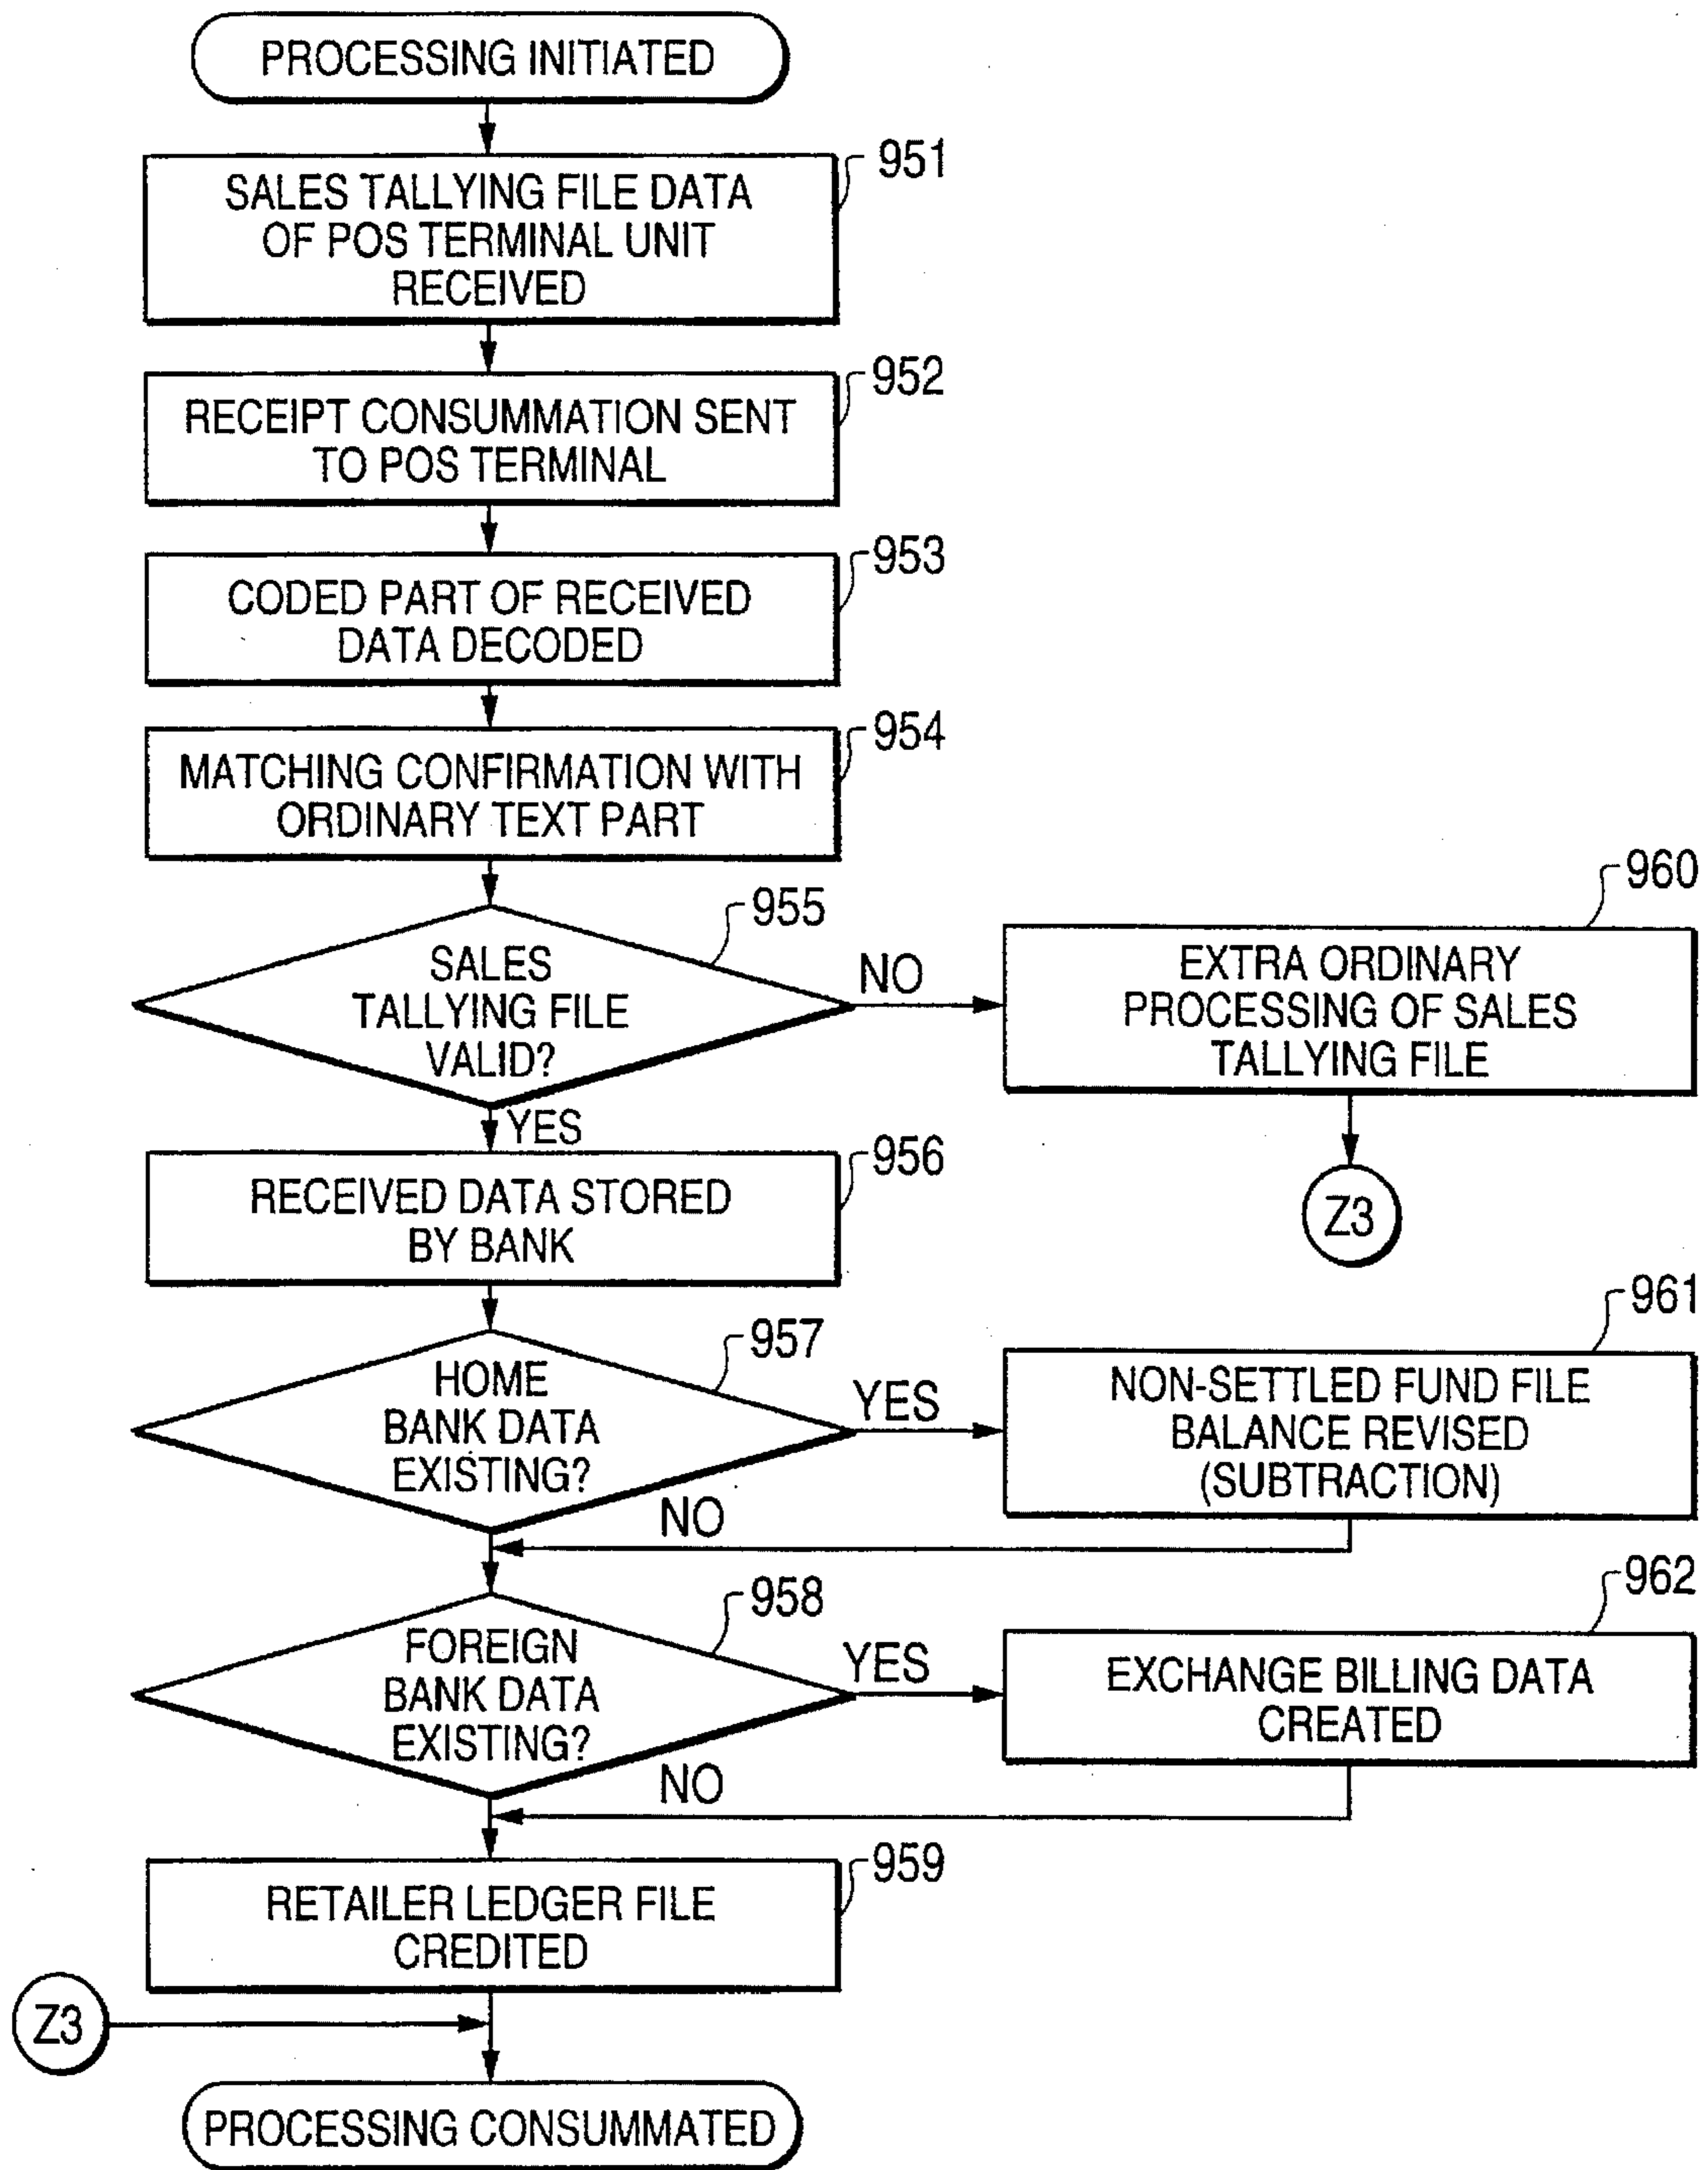 PROCESSING INITIATED
951
SALES TALLYING FILE DATA
OF POS TERMINAL UNIT
RECEIVED
952
RECEIPT CONSUMMATION SENT
TO POS TERMINAL
953
CODED PART OF RECEIVED
DATA DECODED
954
MATCHING CONFIRMATION WITH
ORDINARY TEXT PART
955
SALES
TALLYING FILE
VALID?
NO
960
EXTRA ORDINARY
PROCESSING OF SALES
TALLYING FILE
Z3
YES
956
RECEIVED DATA STORED
BY BANK
957
HOME
BANK DATA
EXISTING?
YES
961
NON-SETTLED FUND FILE
BALANCE REVISED
(SUBTRACTION)
NO
958
FOREIGN
BANK DATA
EXISTING?
YES
962
EXCHANGE BILLING DATA
CREATED
NO
959
RETAILER LEDGER FILE
CREDITED
Z3
PROCESSING CONSUMMATED